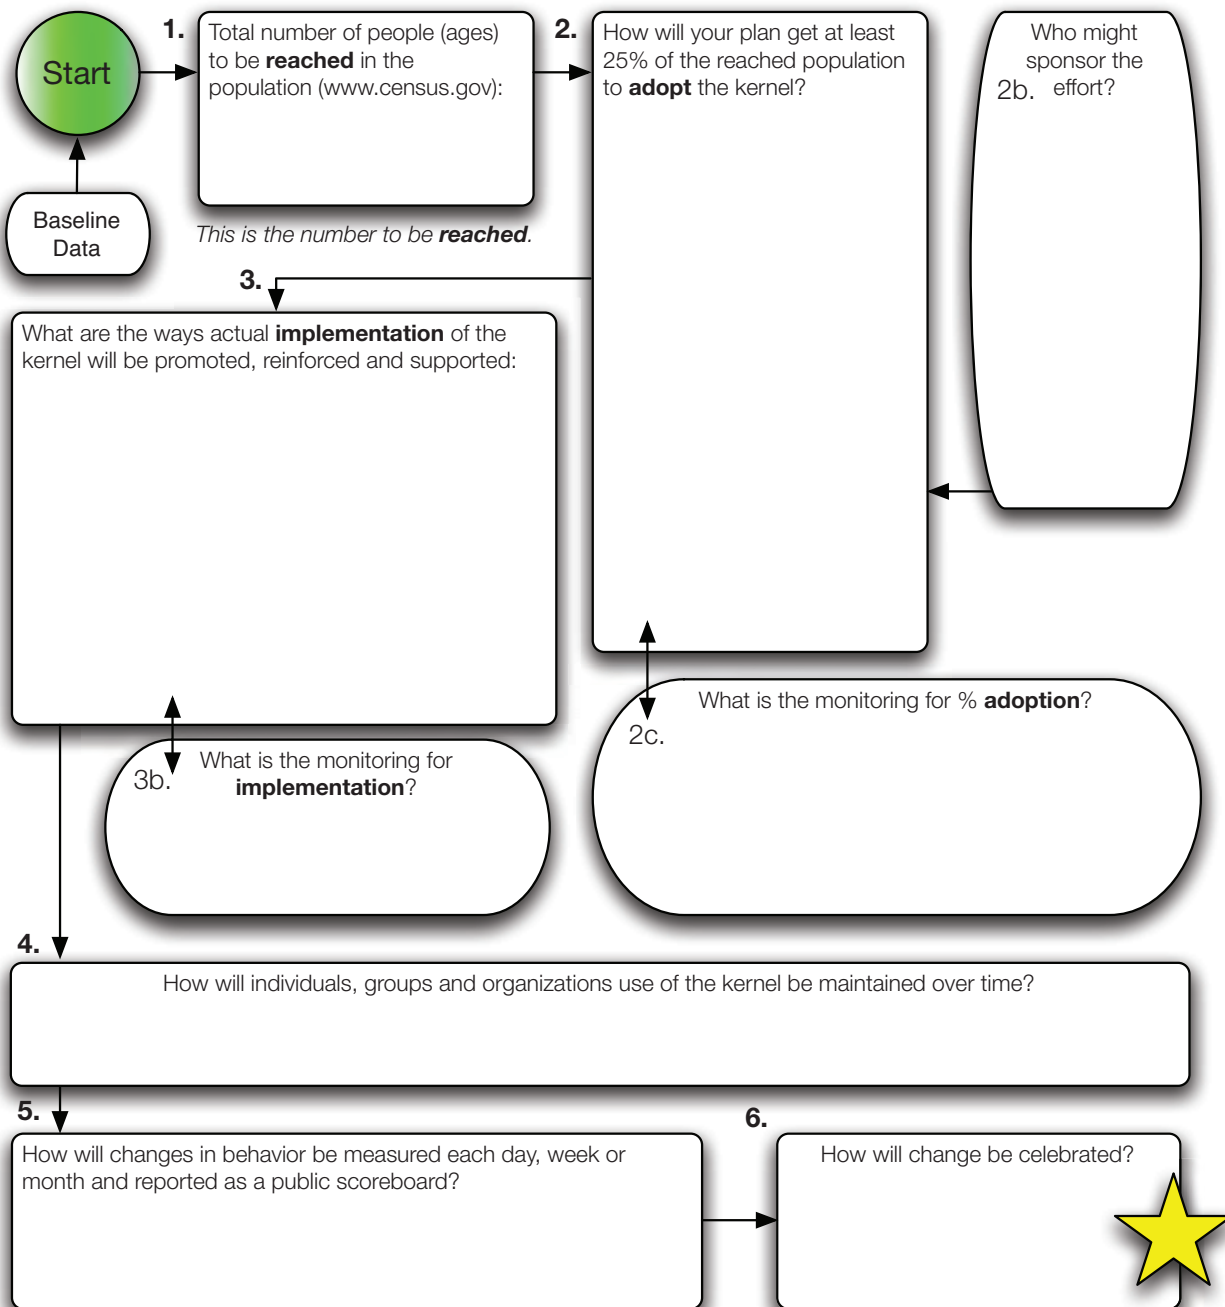 Start
Baseline
Data
1.
Total number of people (ages)
to be reached in the
population (www.census.gov):
This is the number to be reached.
2.
How will your plan get at least
25% of the reached population
to adopt the kernel?
2b.
Who might
sponsor the
effort?
2c.
What is the monitoring for % adoption?
3.
What are the ways actual implementation of the
kernel will be promoted, reinforced and supported:
3b.
What is the monitoring for
implementation?
4.
How will individuals, groups and organizations use of the kernel be maintained over time?
5.
How will changes in behavior be measured each day, week or
month and reported as a public scoreboard?
6.
How will change be celebrated?